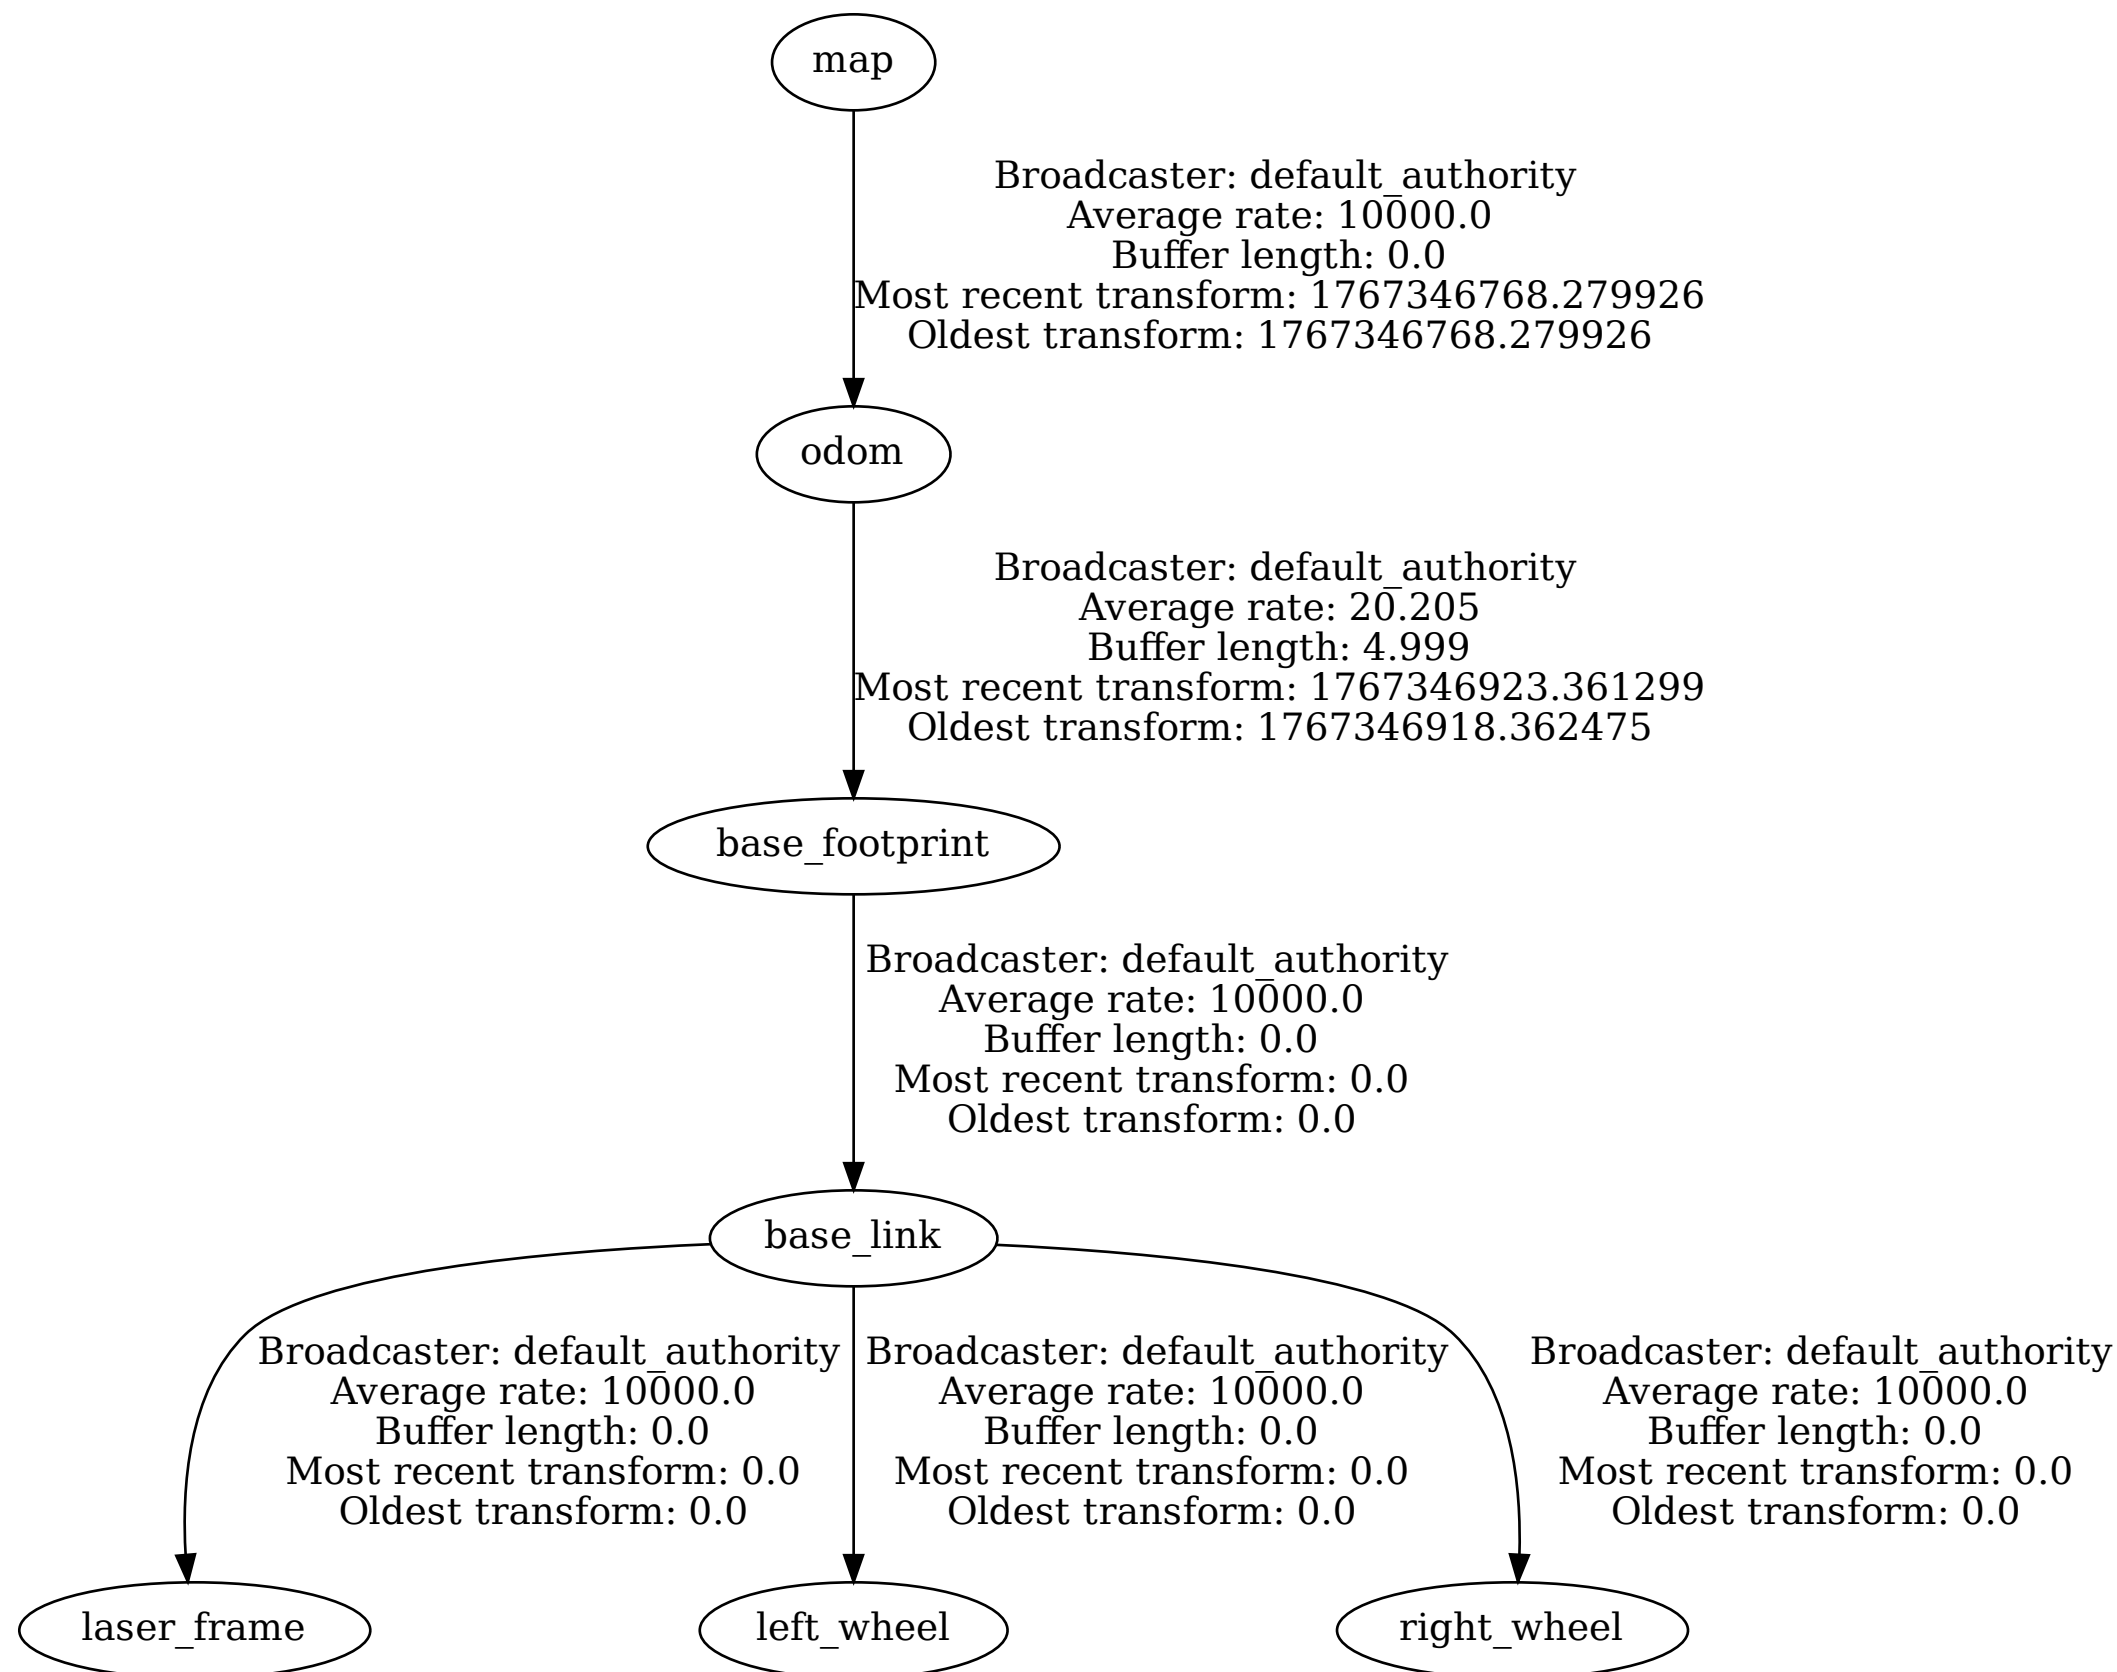 map
Broadcaster: default_authority
Average rate: 10000.0
Buffer length: 0.0
Most recent transform: 1767346768.279926
Oldest transform: 1767346768.279926
odom
Broadcaster: default_authority
Average rate: 20.205
Buffer length: 4.999
Most recent transform: 1767346923.361299
Oldest transform: 1767346918.362475
base_footprint
Broadcaster: default_authority
Average rate: 10000.0
Buffer length: 0.0
Most recent transform: 0.0
Oldest transform: 0.0
base_link
Broadcaster: default_authority
Average rate: 10000.0
Buffer length: 0.0
Most recent transform: 0.0
Oldest transform: 0.0
Broadcaster: default_authority
Average rate: 10000.0
Buffer length: 0.0
Most recent transform: 0.0
Oldest transform: 0.0
Broadcaster: default_authority
Average rate: 10000.0
Buffer length: 0.0
Most recent transform: 0.0
Oldest transform: 0.0
laser_frame
left_wheel
right_wheel